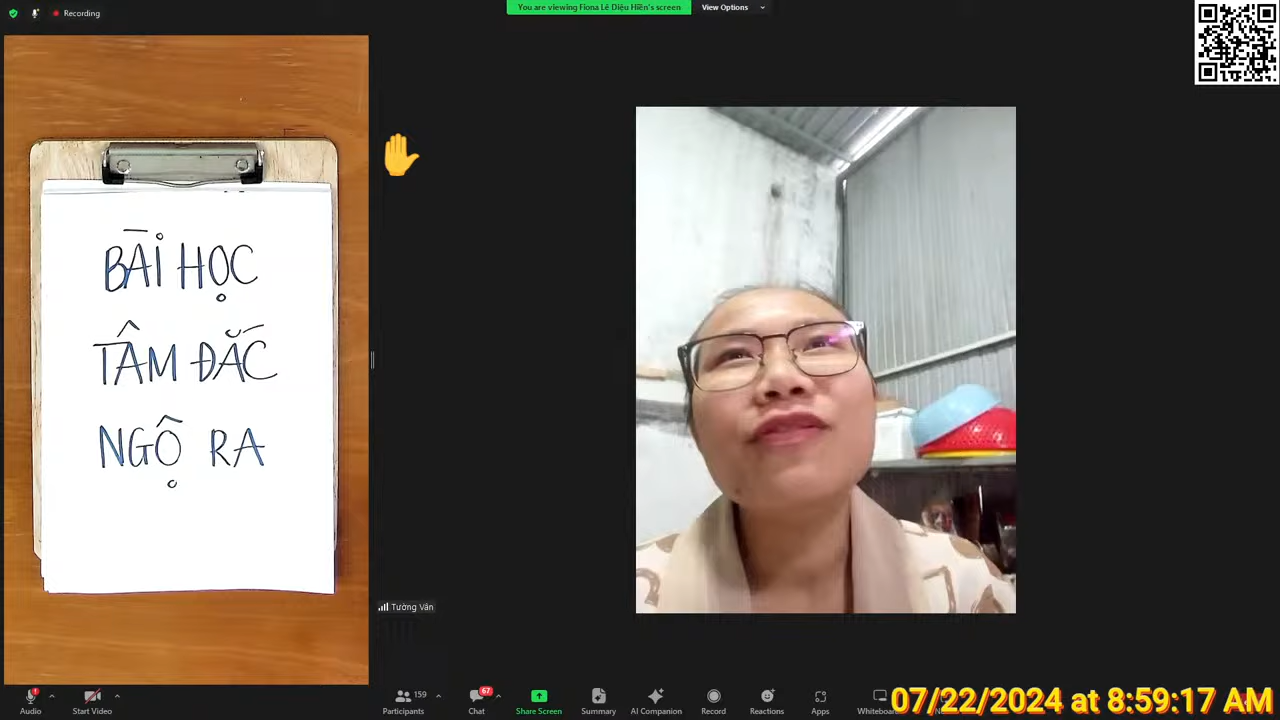 Recording
You are viewing Fiona Lê Diệu Hiền's screen
View Options
BÀI HỌC
TÂM ĐẮC
NGỘ RA
Tường Vân
Audio
Start Video
159
Participants
67
Chat
Share Screen
Summary
AI Companion
Record
Reactions
Apps
07/22/2024 at 8:59:17 AM